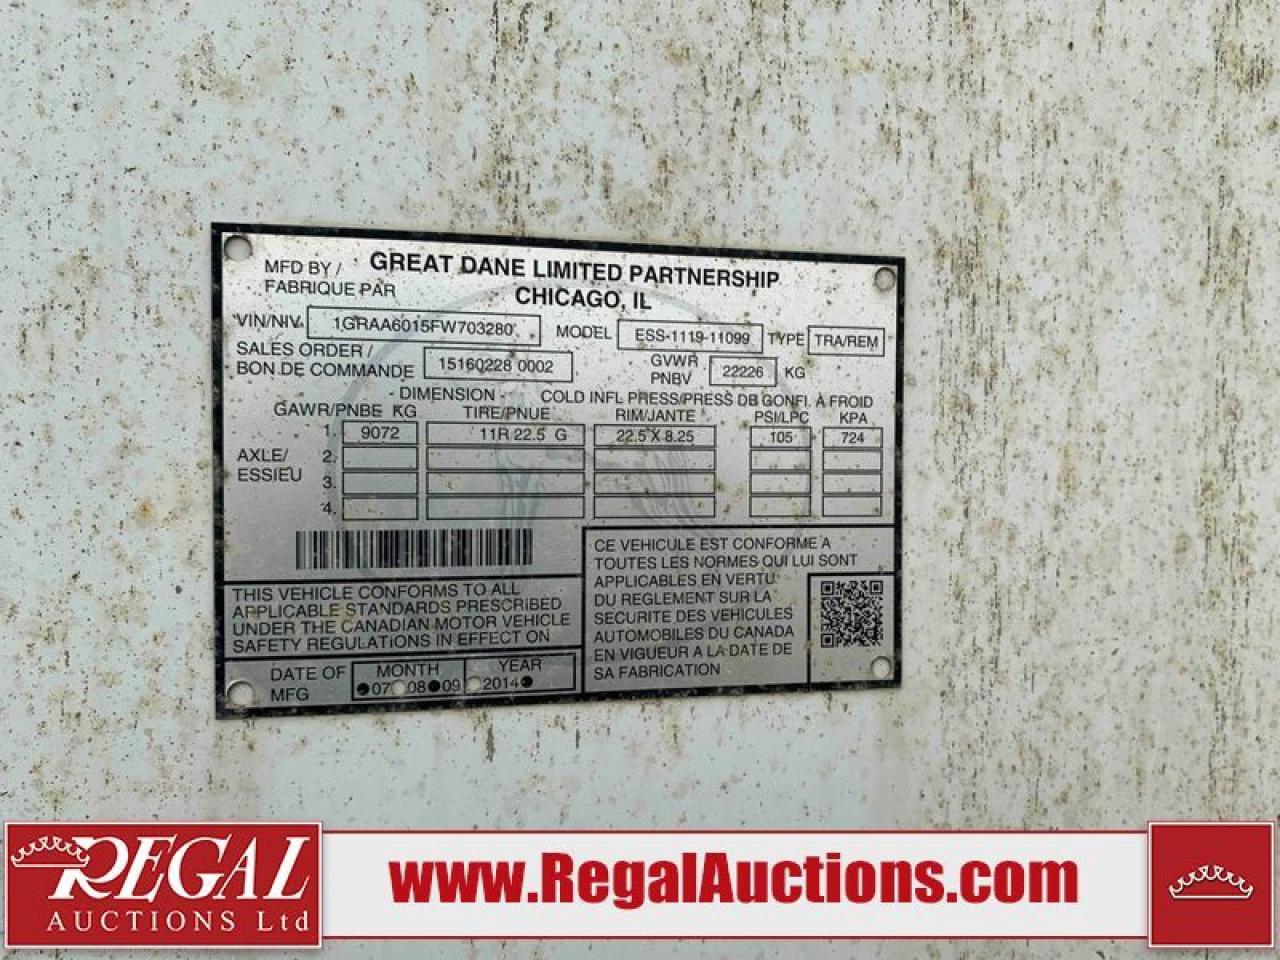 MFD BY / GREAT DANE LIMITED PARTNERSHIP
FABRIQUE PAR CHICAGO, IL
VIN/NIV 1GRAA6015FW703280 MODEL ESS-1119-11099 TYPE TRA/REM
SALES ORDER / BON DE COMMANDE 15160228 0002 GVWR PNBV 22226 KG
- DIMENSION - COLD INFL PRESS/PRESS DB GONFL À FROID
GAWR/PNBE KG TIRE/PNUE RIM/JANTE PSI/LPC KPA
1. 9072 11R 22.5 G 22.5 X 8.25 105 724
AXLE/ 2.
ESSIEU 3.
4.
THIS VEHICLE CONFORMS TO ALL
APPLICABLE STANDARDS PRESCRIBED
UNDER THE CANADIAN MOTOR VEHICLE
SAFETY REGULATIONS IN EFFECT ON
DATE OF MFG MONTH YEAR
07 08 09 2014
CE VEHICULE EST CONFORME A
TOUTES LES NORMES QUI LUI SONT
APPLICABLES EN VERTU
DU REGLEMENT SUR LA
SECURITE DES VEHICULES
AUTOMOBILES DU CANADA
EN VIGUEUR A LA DATE DE
SA FABRICATION
REGAL
AUCTIONS Ltd
www.RegalAuctions.com